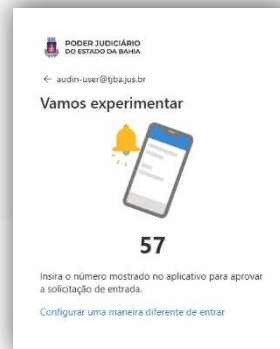 PODER JUDICIÁRIO
DO ESTADO DA BAHIA
← audin-user@tjba.jus.br
Vamos experimentar
57
Insira o número mostrado no aplicativo para aprovar
a solicitação de entrada.
Configurar uma maneira diferente de entrar